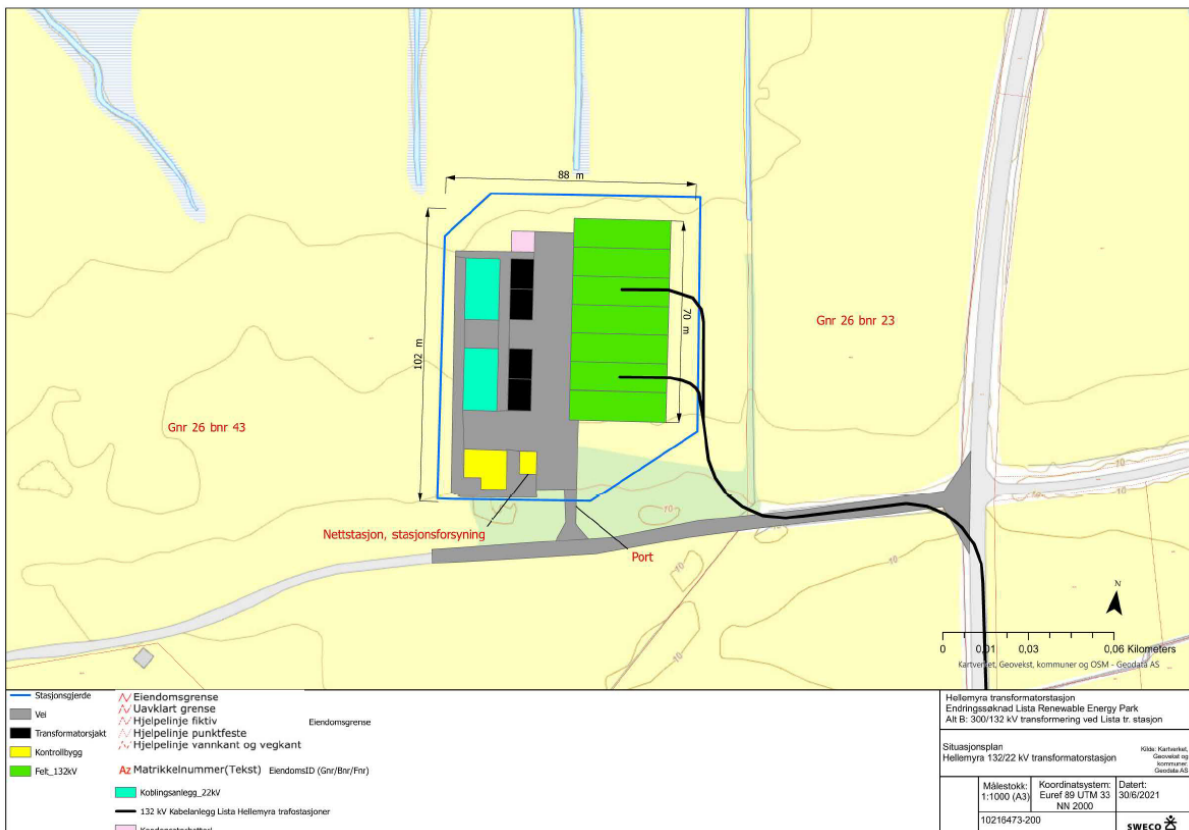 88 m
102 m
70 m
Gnr 26 bnr 23
Gnr 26 bnr 43
Nettstasjon, stasjonsforsyning
Port
10
10
10
10
10
10
N
0 0,01 0,03 0,06 Kilometers
Kartverket, Geovekst, kommuner og OSM - Geodata AS
Stasjonsgjerde
Vei
Transformatorsjakt
Kontrollbygg
Felt_132kV
Eiendomsgrense
Uavklart grense
Hjelpelinje fiktiv
Hjelpelinje punktfeste
Hjelpelinje vannkant og vegkant
Eiendomsgrense
Az Matrikkelnummer(Tekst) EiendomsID (Gnr/Bnr/Fnr)
Koblingsanlegg_22kV
132 kV Kabelanlegg Lista Hellemyra trafostasjoner
Kondensatorbatteri
Hellemyra transformatorstasjon
Endringssøknad Lista Renewable Energy Park
Alt B: 300/132 kV transformering ved Lista tr. stasjon
Situasjonsplan
Hellemyra 132/22 kV transformatorstasjon
Kilde: Kartverket,
Geovekst og
kommuner.
Geodata AS
Målestokk:
1:1000 (A3)
Koordinatsystem:
Euref 89 UTM 33
NN 2000
Datert:
30/6/2021
10216473-200
SWECO